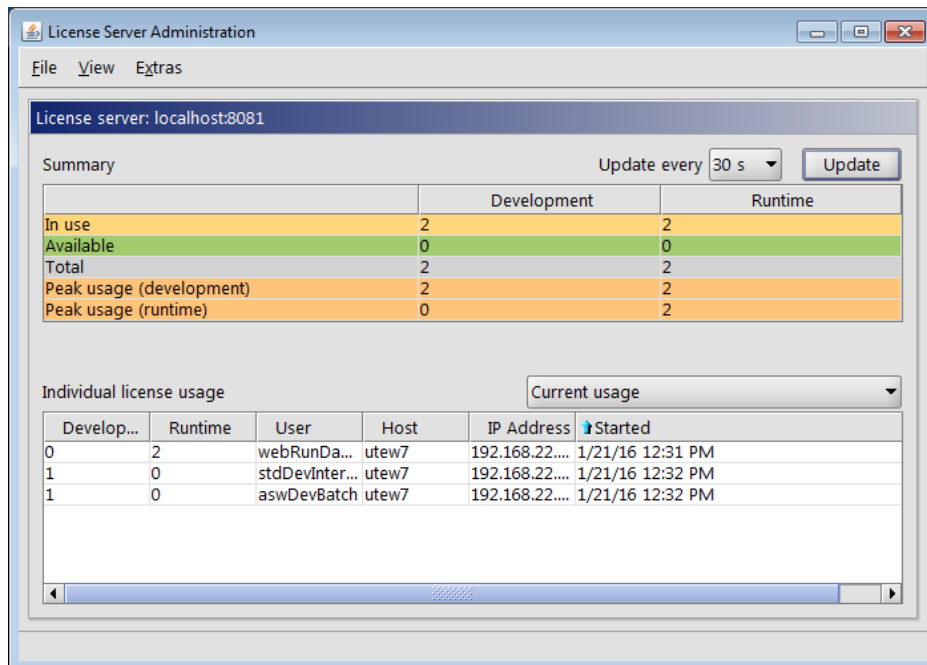 License Server Administration
File View Extras
License server: localhost:8081
Summary Update every 30 s Update
Development Runtime
In use 2 2
Available 0 0
Total 2 2
Peak usage (development) 2 2
Peak usage (runtime) 0 2
Individual license usage Current usage
Develop... Runtime User Host IP Address Started
0 2 webRunDa... utew7 192.168.22.... 1/21/16 12:31 PM
1 0 stdDevInter... utew7 192.168.22.... 1/21/16 12:32 PM
1 0 aswDevBatch utew7 192.168.22.... 1/21/16 12:32 PM